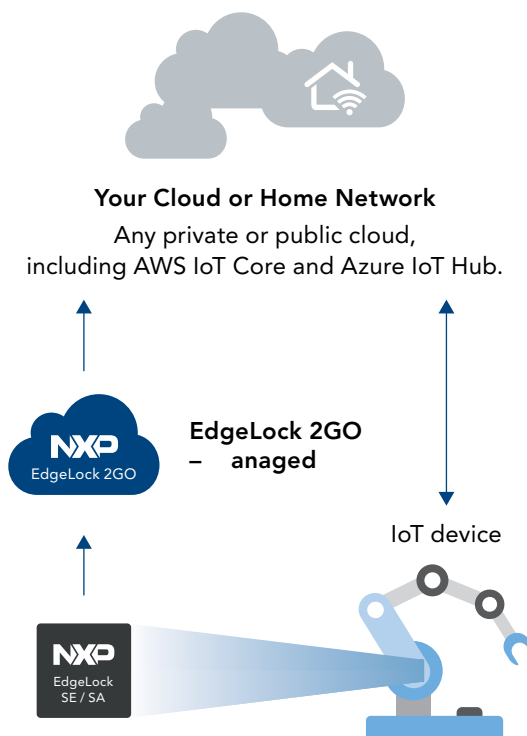 Your Cloud or Home Network
Any private or public cloud,
including AWS IoT Core and Azure IoT Hub.
NXP
EdgeLock 2GO
EdgeLock 2GO
– anaged
IoT device
NXP
EdgeLock
SE / SA